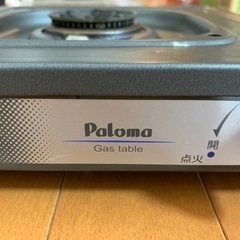 Paloma
Gas table
開
点火